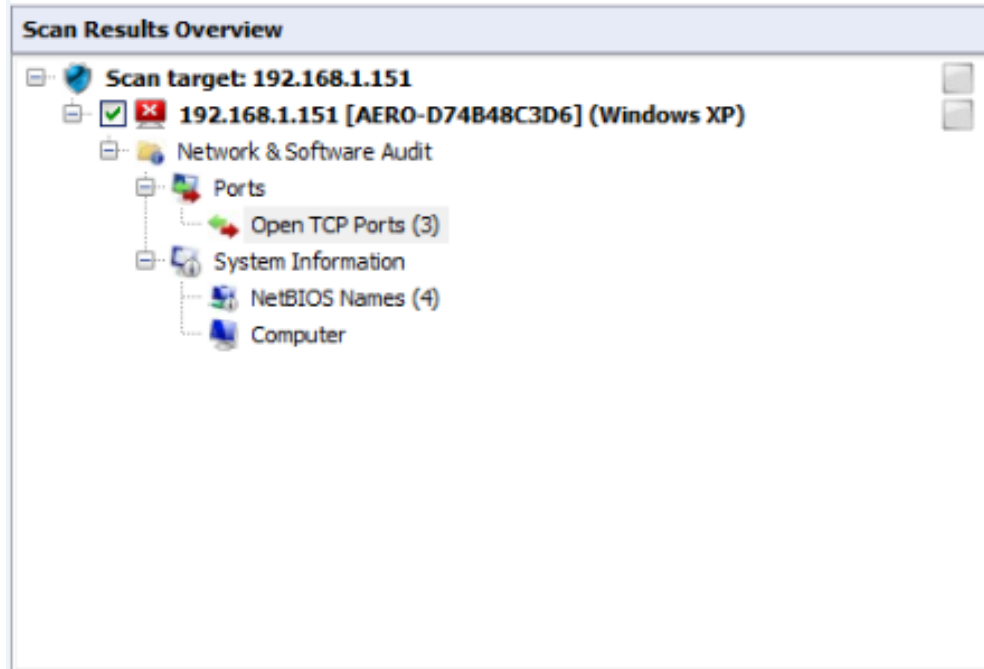 Scan Results Overview
Scan target: 192.168.1.151
192.168.1.151 [AERO-D74B48C3D6] (Windows XP)
Network & Software Audit
Ports
Open TCP Ports (3)
System Information
NetBIOS Names (4)
Computer